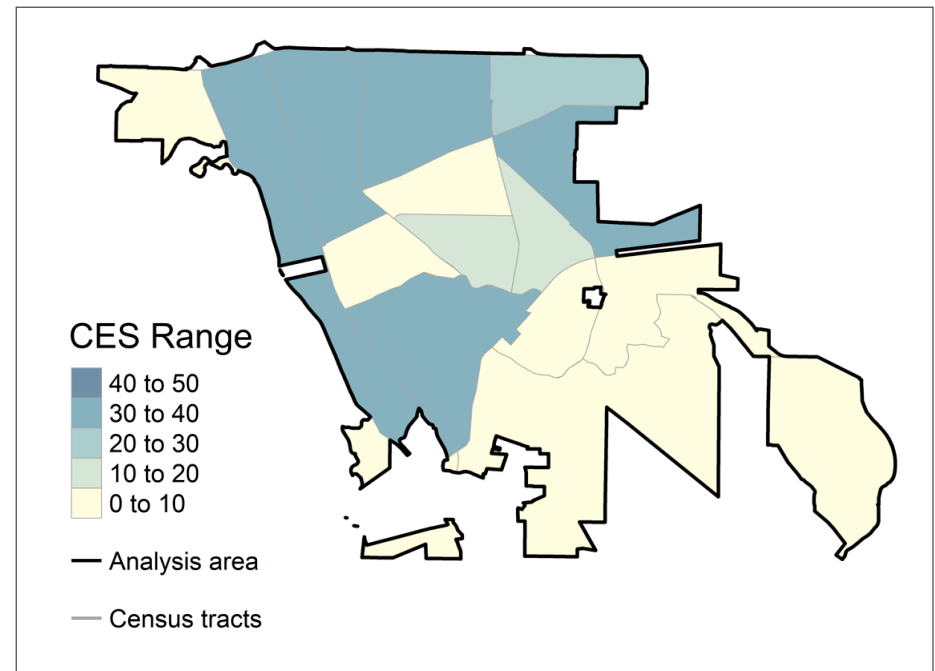 CES Range
40 to 50
30 to 40
20 to 30
10 to 20
0 to 10
Analysis area
Census tracts